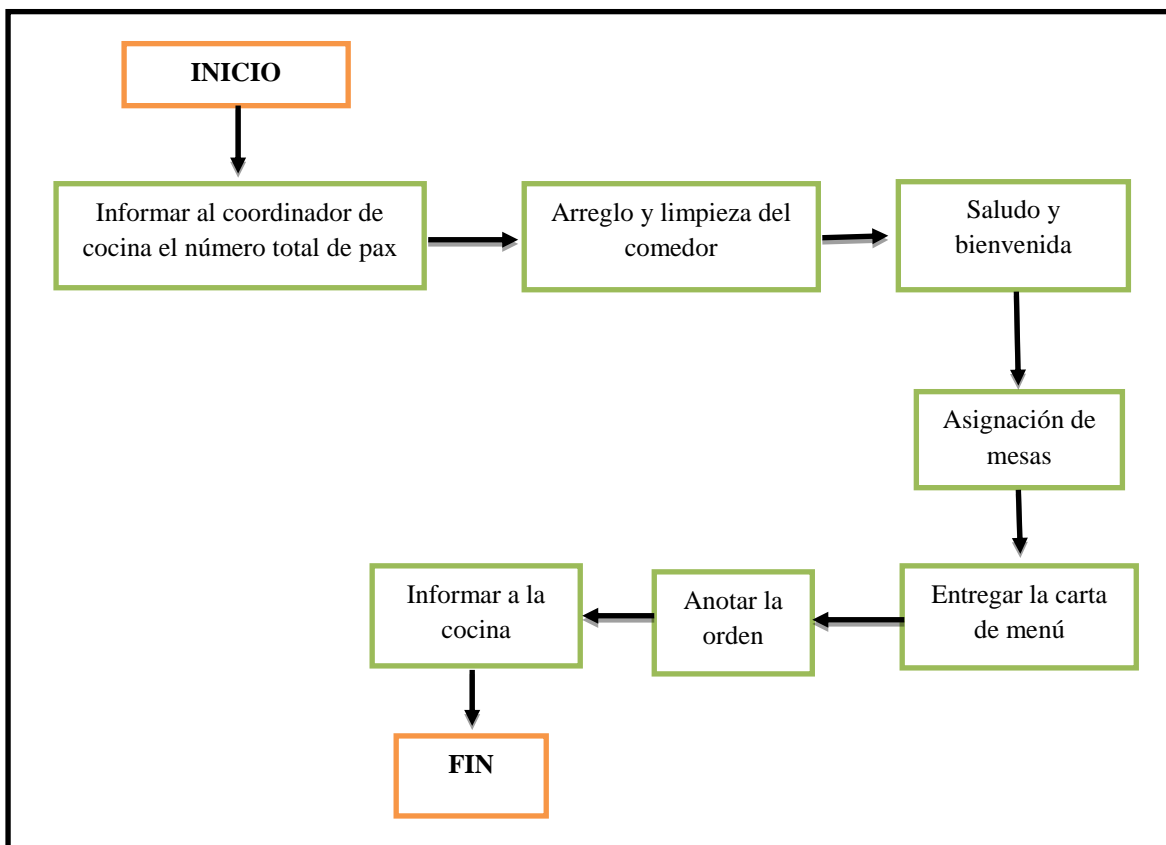 INICIO
Informar al coordinador de
cocina el número total de pax
Arreglo y limpieza del
comedor
Saludo y
bienvenida
Asignación de
mesas
Entregar la carta
de menú
Anotar la
orden
Informar a la
cocina
FIN